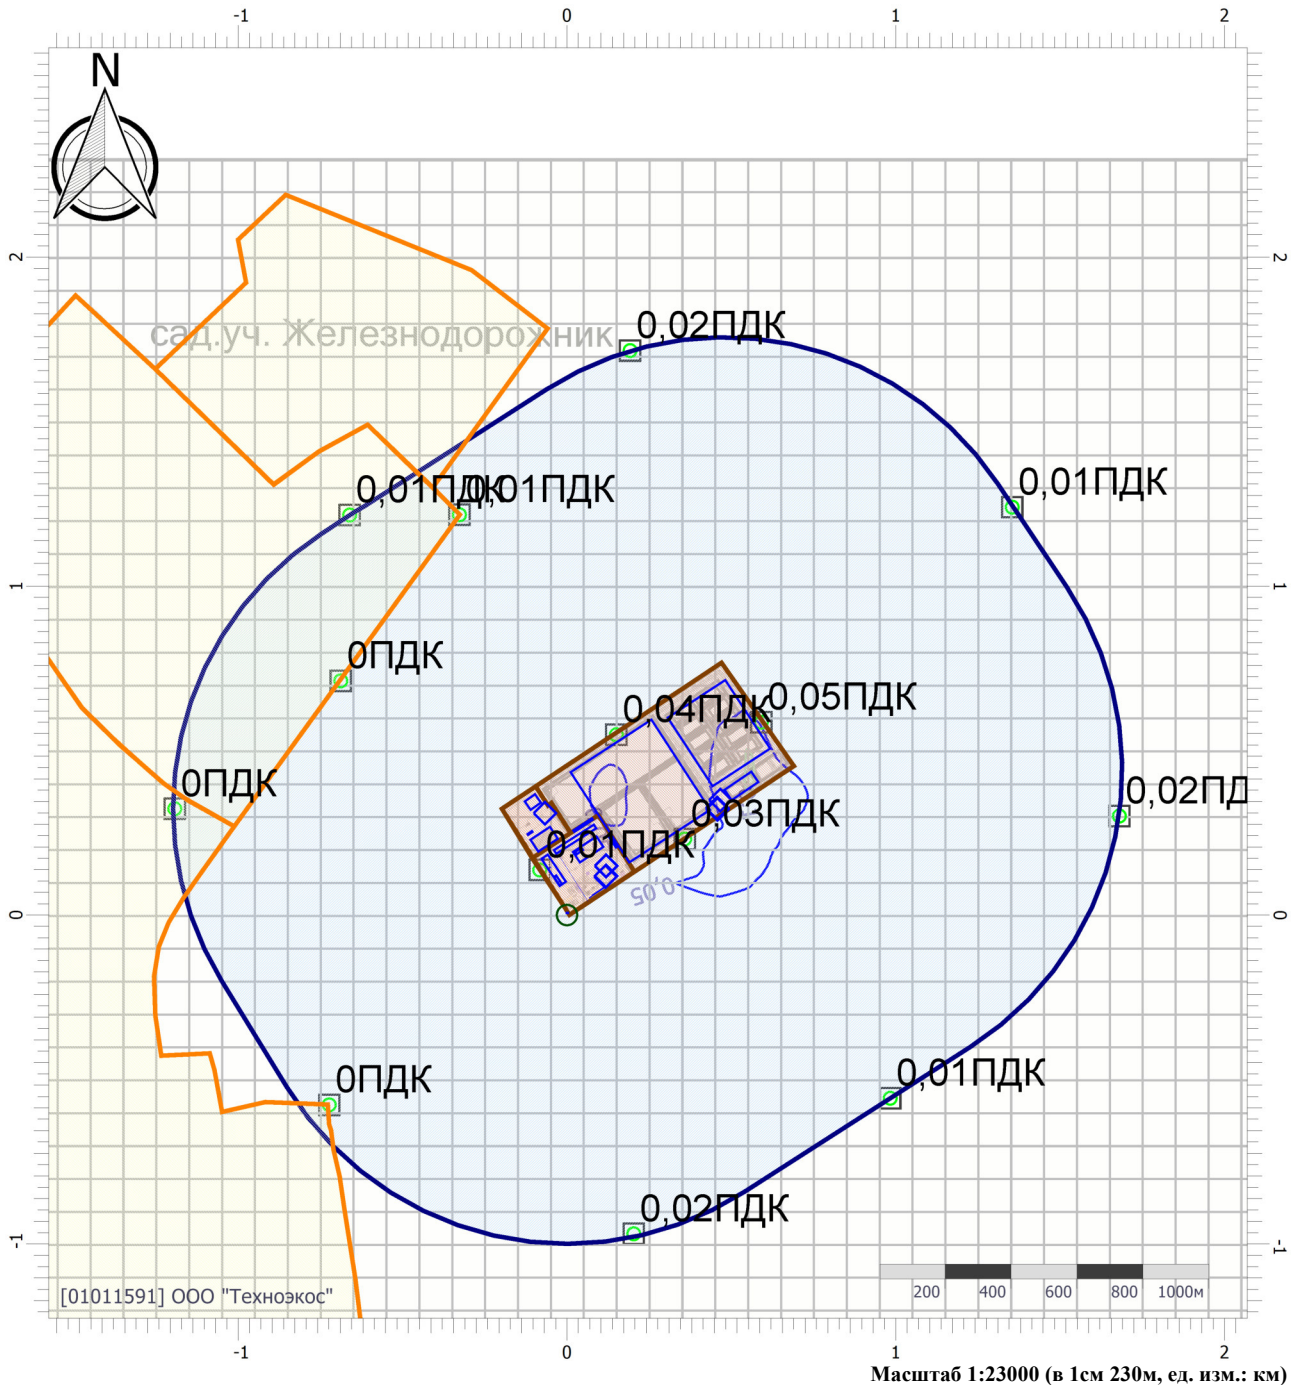 -1 0 1 2
N
2 2
сад.уч. Железнодорожник
0,02ПДК
0,01ПДК 0,01ПДК 0,01ПДК
1 1
0ПДК
0,04ПДК 0,05ПДК
0ПДК
0,03ПДК 0,02ПД
0,01ПДК
0,05
0 0
0ПДК 0,01ПДК
0,02ПДК
-1 -1
200 400 600 800 1000м
[01011591] ООО "Техноэкос"
-1 0 1 2
Масштаб 1:23000 (в 1см 230м, ед. изм.: км)